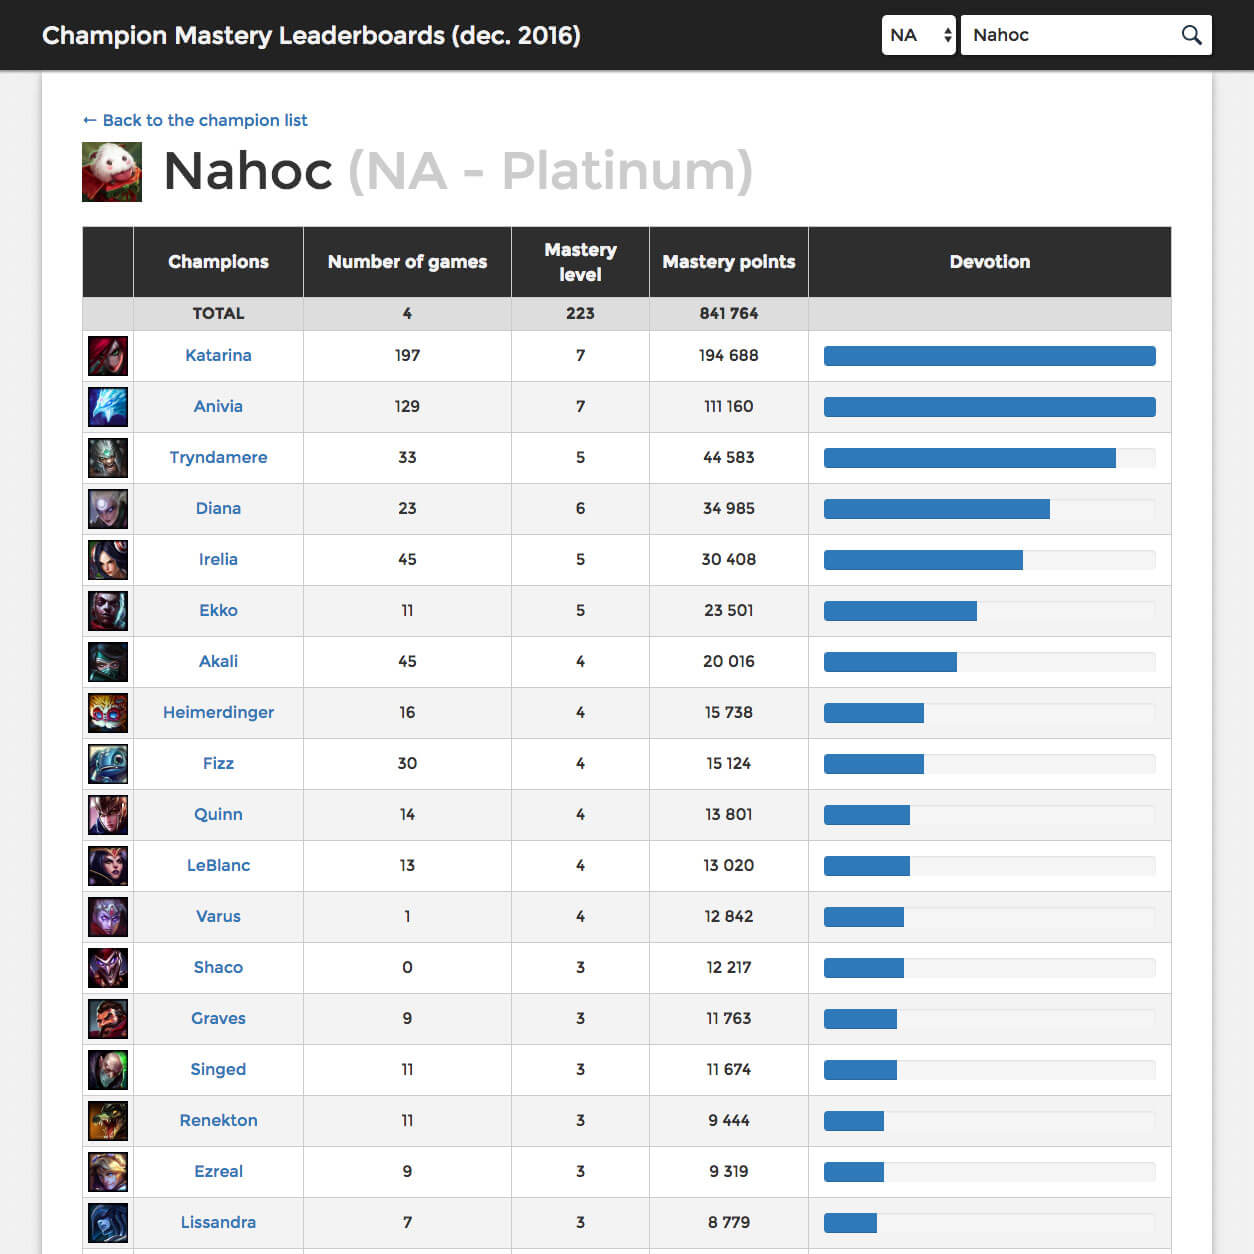 Champion Mastery Leaderboards (dec. 2016) NA Nahoc
← Back to the champion list
Nahoc (NA - Platinum)
Champions Number of games Mastery level Mastery points Devotion
TOTAL 4 223 841 764
Katarina 197 7 194 688
Anivia 129 7 111 160
Tryndamere 33 5 44 583
Diana 23 6 34 985
Irelia 45 5 30 408
Ekko 11 5 23 501
Akali 45 4 20 016
Heimerdinger 16 4 15 738
Fizz 30 4 15 124
Quinn 14 4 13 801
LeBlanc 13 4 13 020
Varus 1 4 12 842
Shaco 0 3 12 217
Graves 9 3 11 763
Singed 11 3 11 674
Renekton 11 3 9 444
Ezreal 9 3 9 319
Lissandra 7 3 8 779